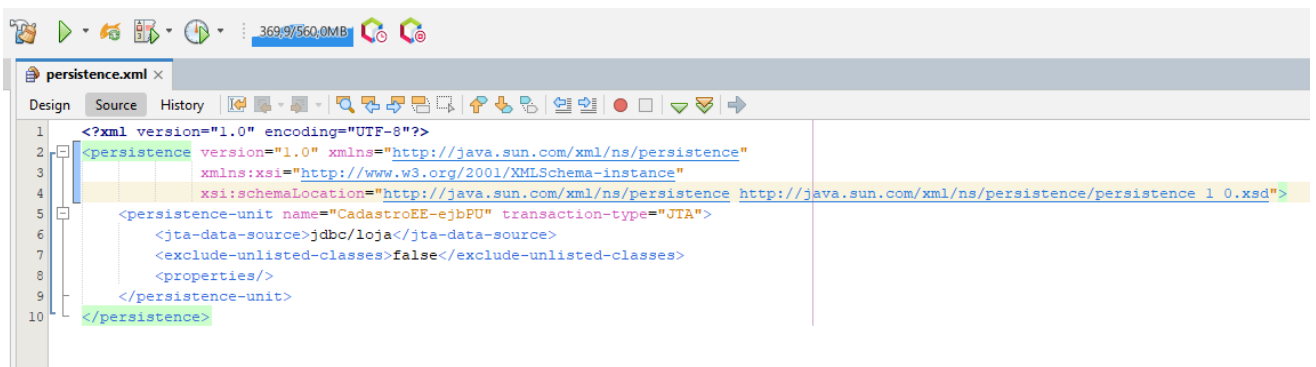 369,9/560,0MB
persistence.xml
Design Source History
1 <?xml version="1.0" encoding="UTF-8"?>
2 <persistence version="1.0" xmlns="http://java.sun.com/xml/ns/persistence"
3 xmlns:xsi="http://www.w3.org/2001/XMLSchema-instance"
4 xsi:schemaLocation="http://java.sun.com/xml/ns/persistence http://java.sun.com/xml/ns/persistence/persistence_1_0.xsd">
5 <persistence-unit name="CadastroEE-ejbPU" transaction-type="JTA">
6 <jta-data-source>jdbc/loja</jta-data-source>
7 <exclude-unlisted-classes>false</exclude-unlisted-classes>
8 <properties/>
9 </persistence-unit>
10 </persistence>